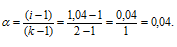 α = (i-1)/(k-1) = 1,04-1/2-1 = 0,04/1 = 0,04.